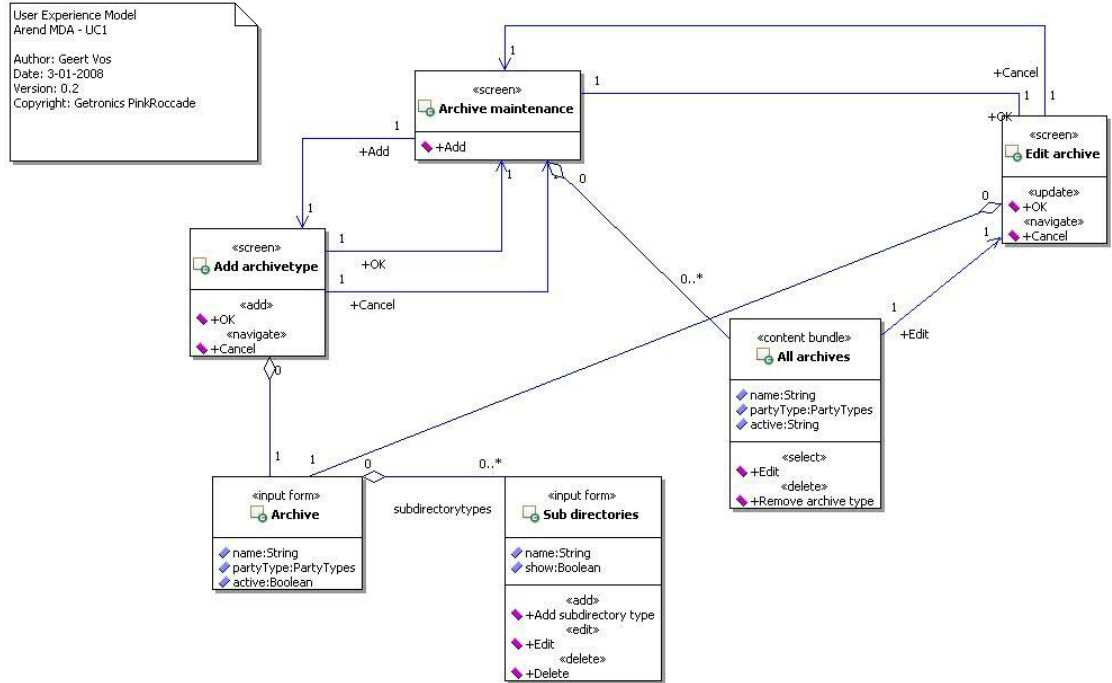 User Experience Model
Arend MDA - UC1
Author: Geert Vos
Date: 3-01-2008
Version: 0.2
Copyright: Getronics PinkRoccade
«screen»
Archive maintenance
+Add
1
1
+Cancel
1
1
+OK
«screen»
Edit archive
«update»
+OK
«navigate»
+Cancel
1
+Add
1
1
0
0
1
«screen»
Add archivetype
«add»
+OK
«navigate»
+Cancel
1
+OK
1
+Cancel
0..*
1
+Edit
«content bundle»
All archives
name:String
partyType:PartyTypes
active:String
«select»
+Edit
«delete»
+Remove archive type
0
1
1
0
0..*
subdirectorytypes
«input form»
Archive
name:String
partyType:PartyTypes
active:Boolean
«input form»
Sub directories
name:String
show:Boolean
«add»
+Add subdirectory type
«edit»
+Edit
«delete»
+Delete